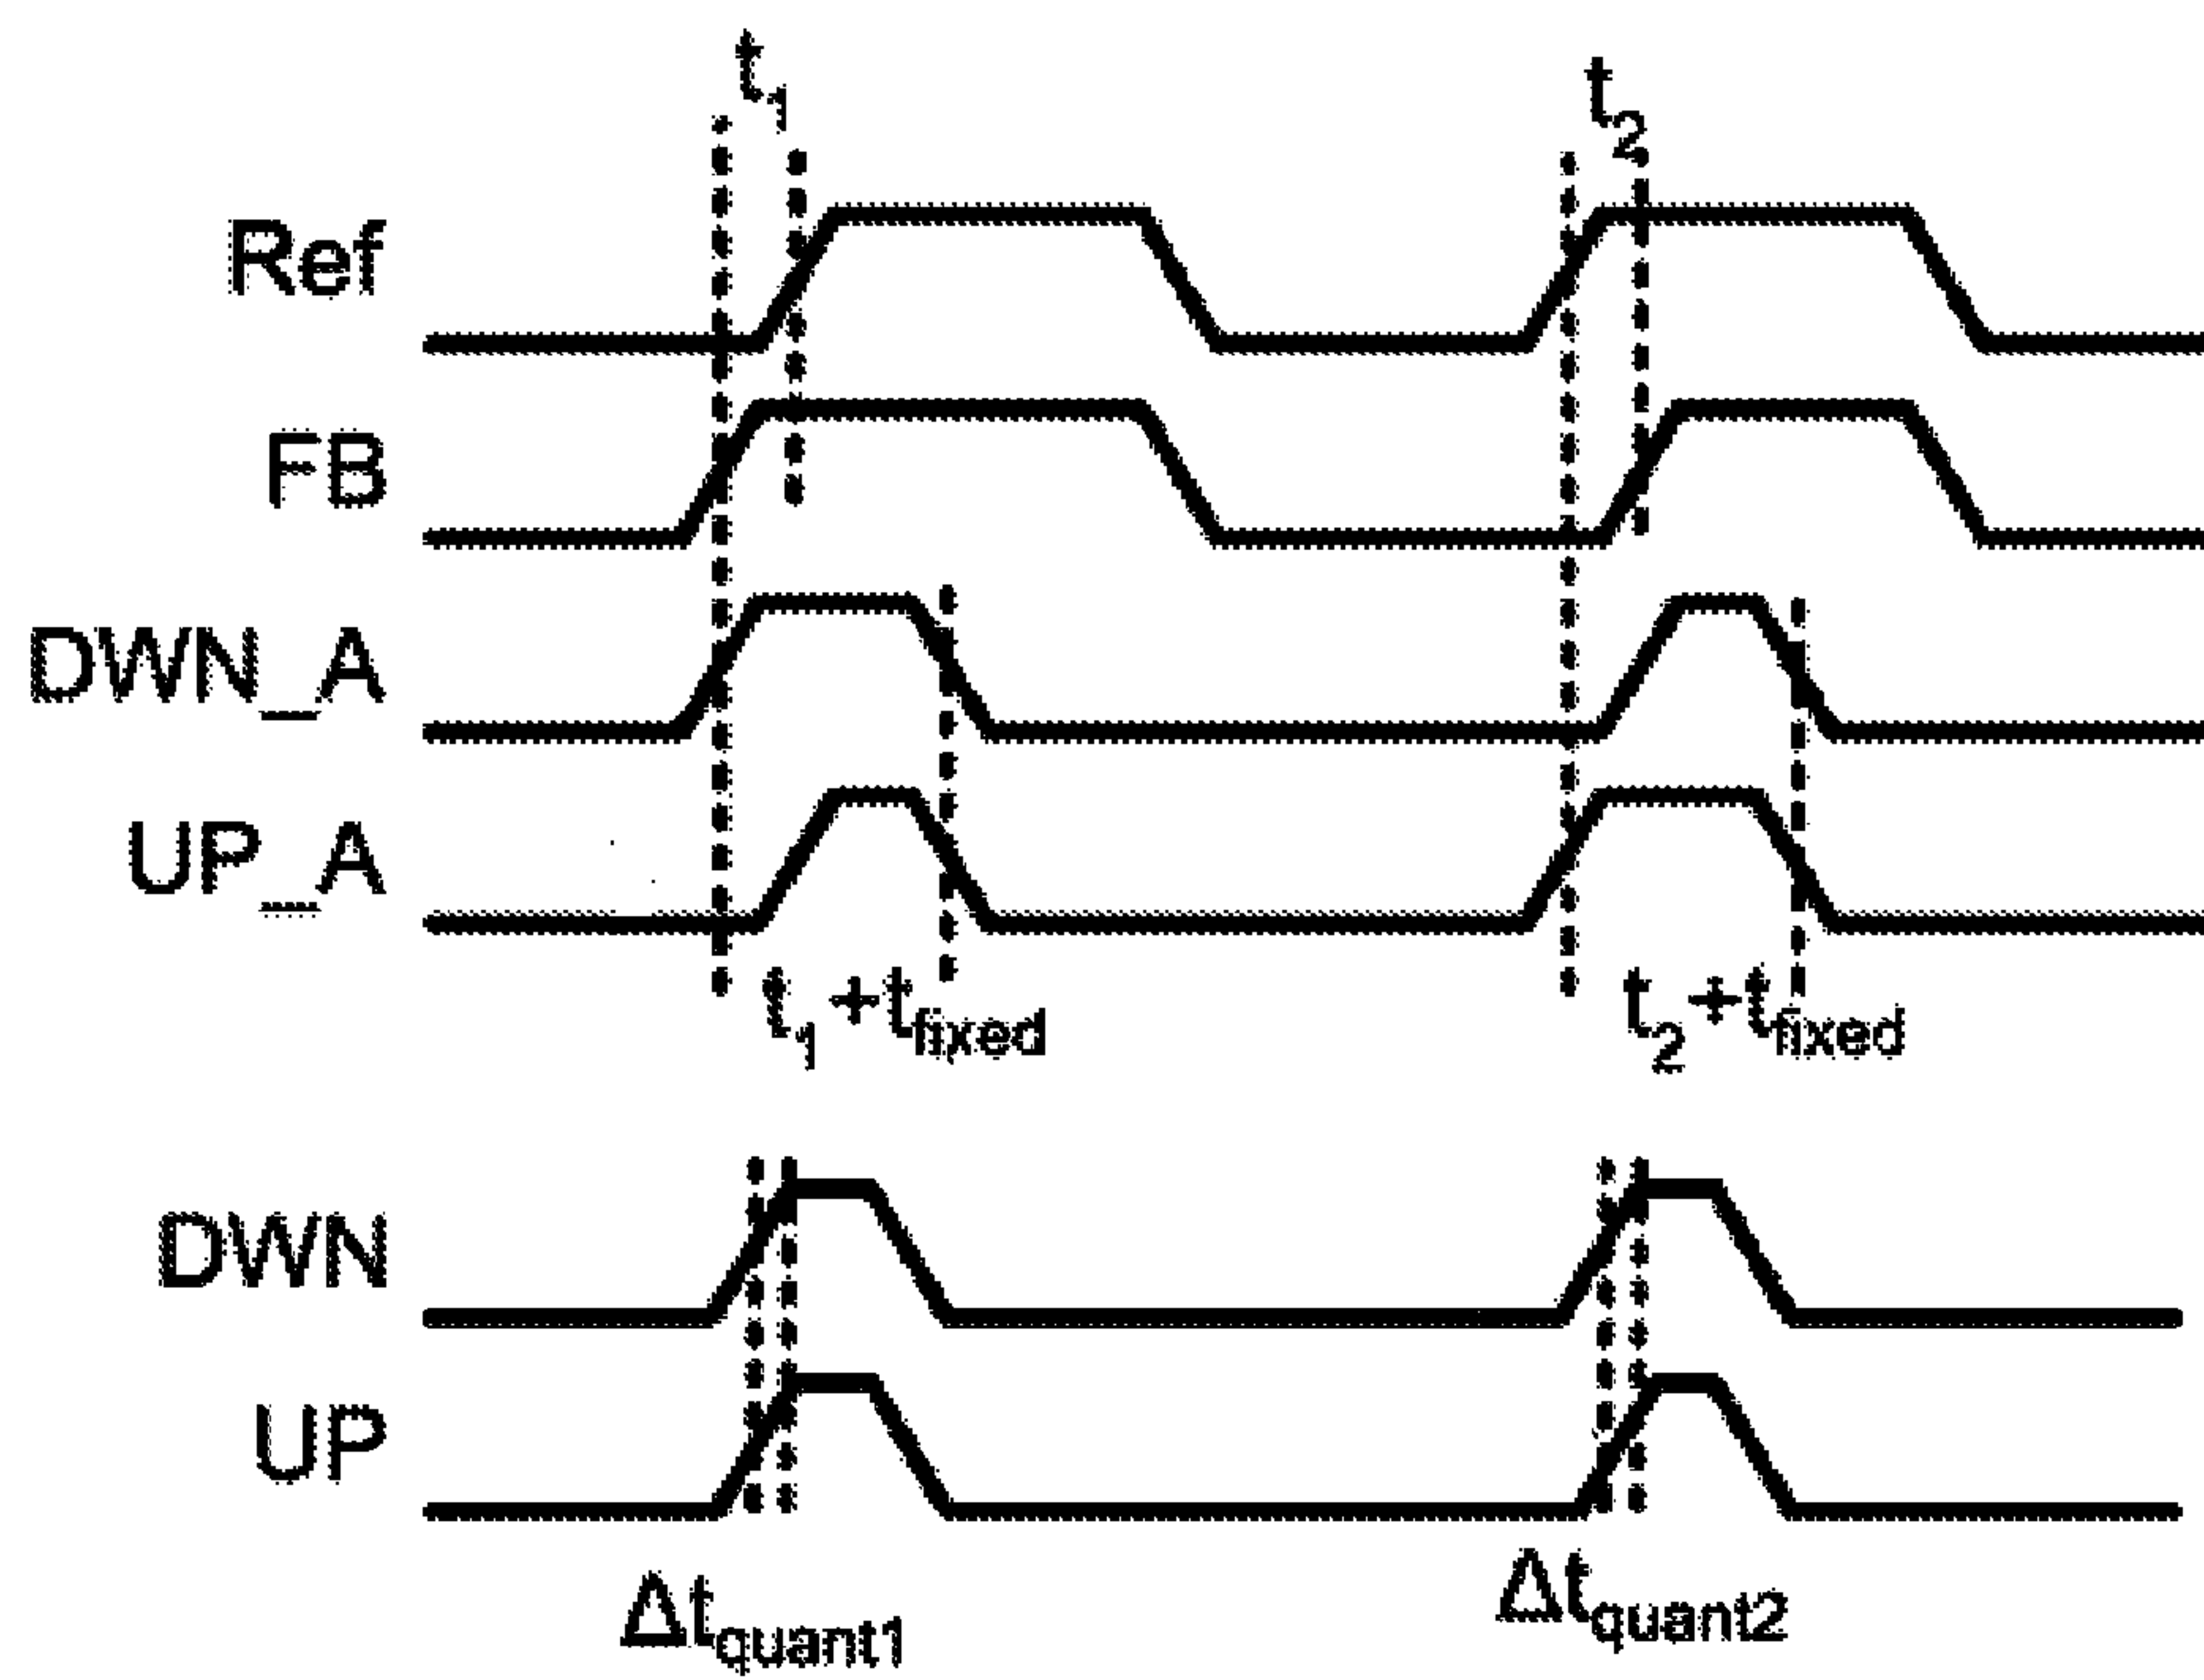 t1
t2
Ref
FB
DWN_A
UP_A
t1+tfixed
t2+tfixed
DWN
UP
Δtquant1
Δtquant2